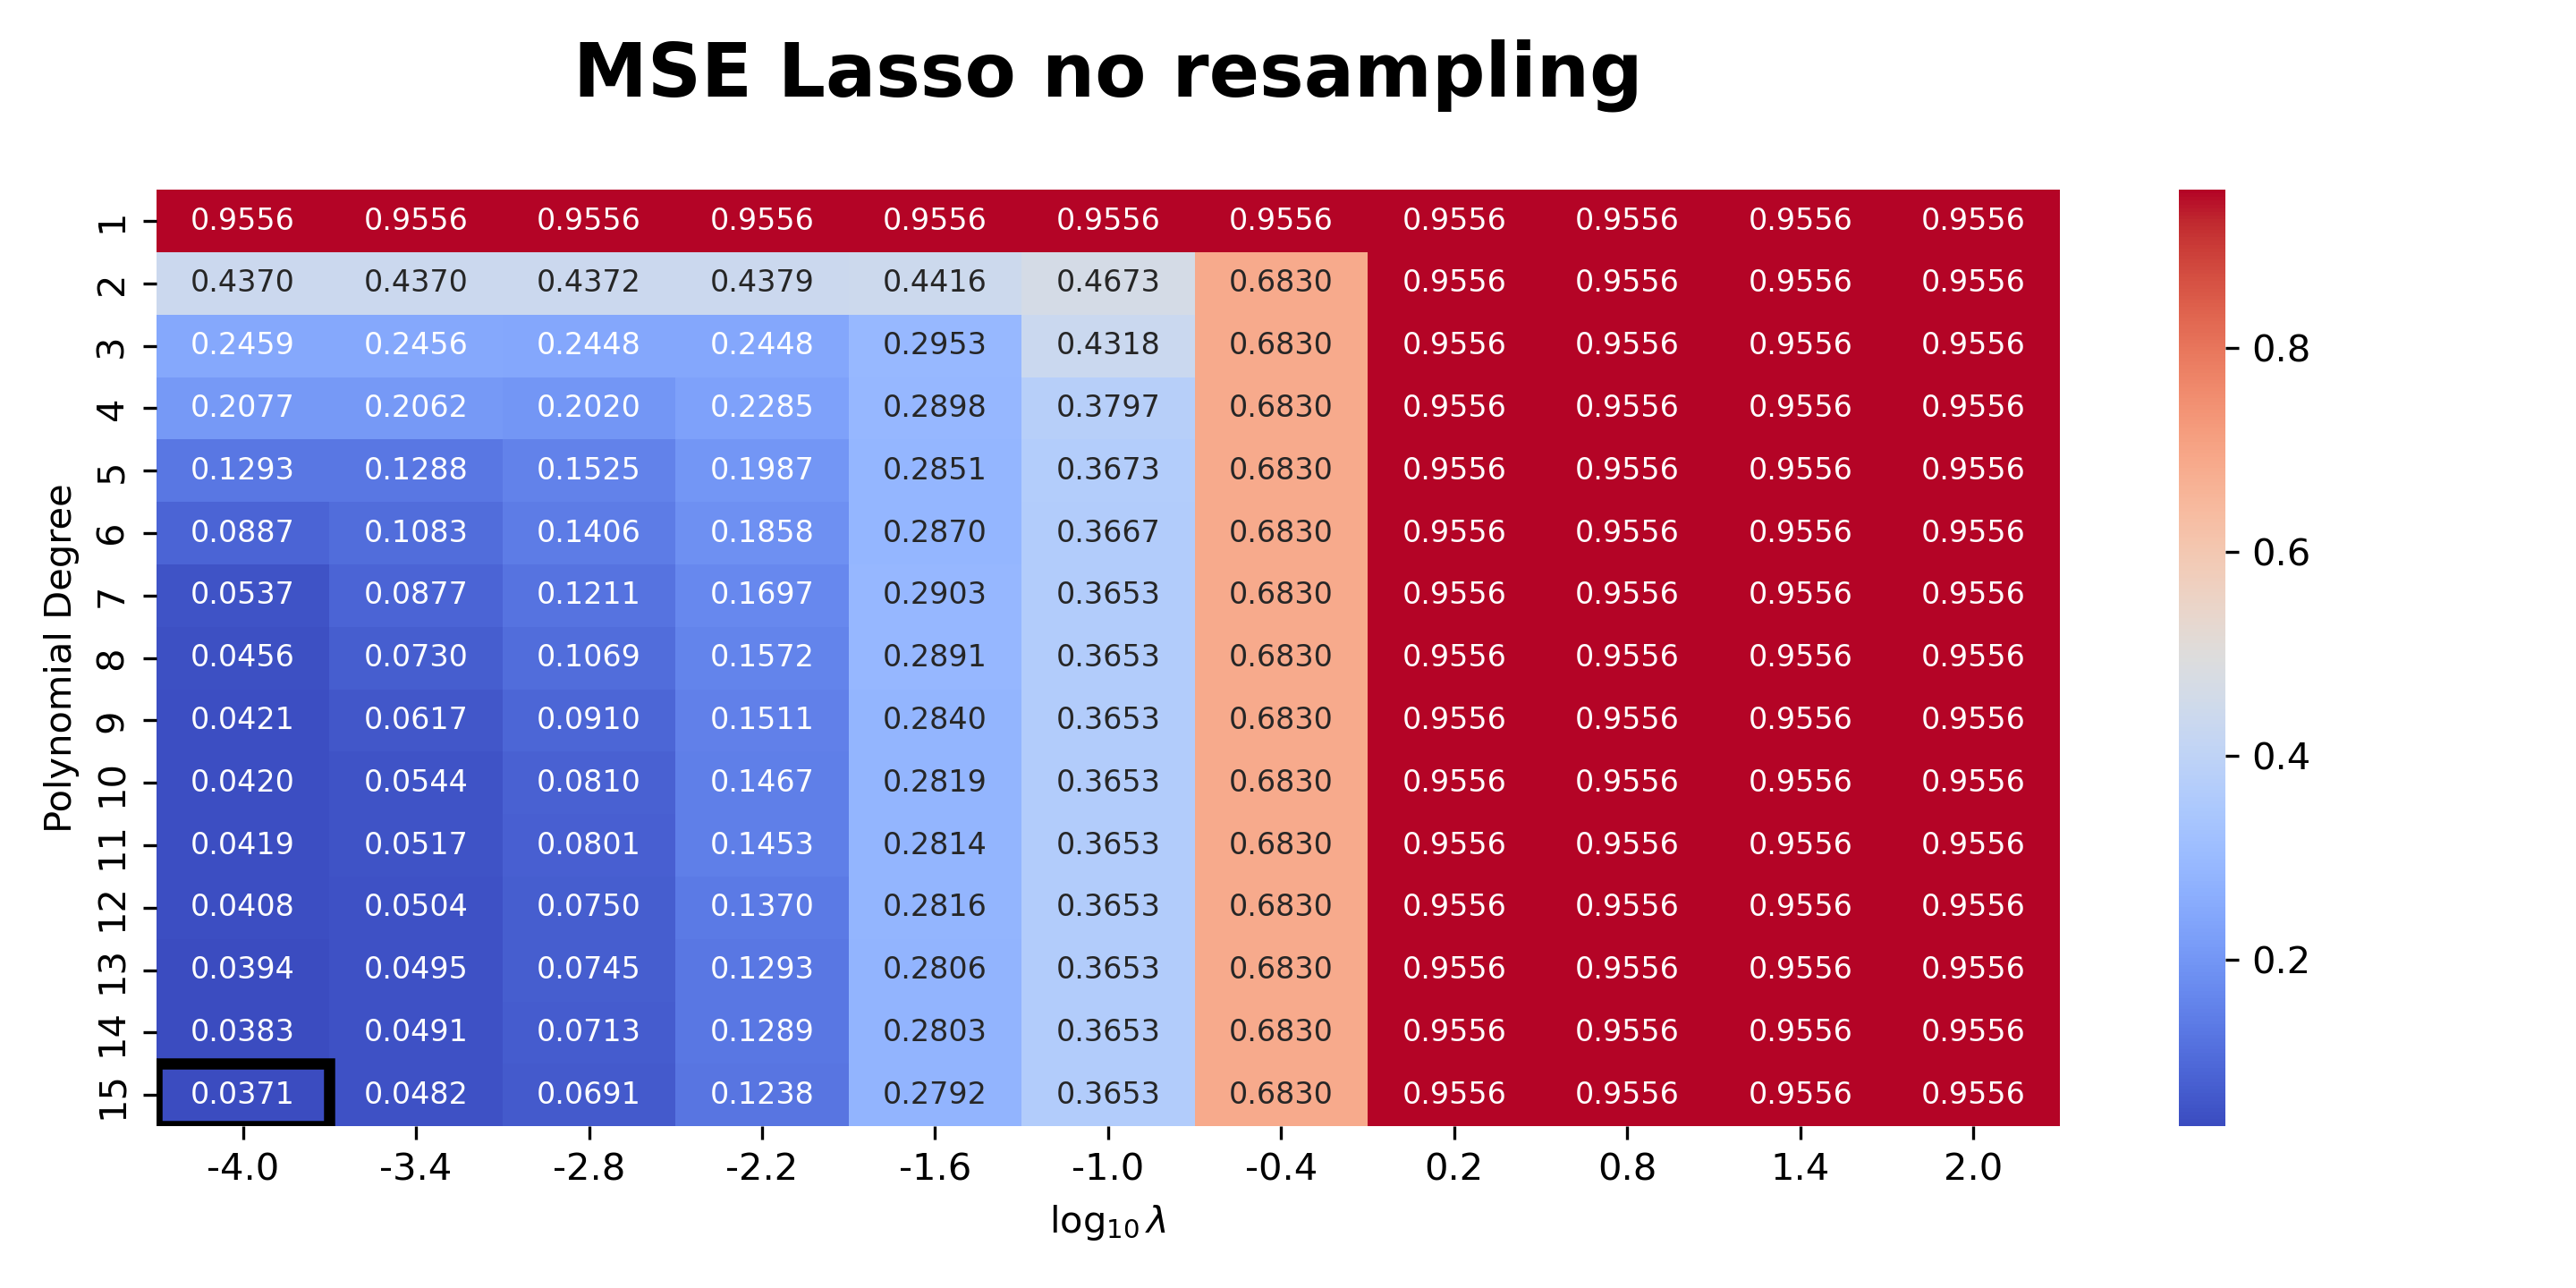 MSE Lasso no resampling
Polynomial Degree
1 0.9556 0.9556 0.9556 0.9556 0.9556 0.9556 0.9556 0.9556 0.9556 0.9556 0.9556
2 0.4370 0.4370 0.4372 0.4379 0.4416 0.4673 0.6830 0.9556 0.9556 0.9556 0.9556
3 0.2459 0.2456 0.2448 0.2448 0.2953 0.4318 0.6830 0.9556 0.9556 0.9556 0.9556
4 0.2077 0.2062 0.2020 0.2285 0.2898 0.3797 0.6830 0.9556 0.9556 0.9556 0.9556
5 0.1293 0.1288 0.1525 0.1987 0.2851 0.3673 0.6830 0.9556 0.9556 0.9556 0.9556
6 0.0887 0.1083 0.1406 0.1858 0.2870 0.3667 0.6830 0.9556 0.9556 0.9556 0.9556
7 0.0537 0.0877 0.1211 0.1697 0.2903 0.3653 0.6830 0.9556 0.9556 0.9556 0.9556
8 0.0456 0.0730 0.1069 0.1572 0.2891 0.3653 0.6830 0.9556 0.9556 0.9556 0.9556
9 0.0421 0.0617 0.0910 0.1511 0.2840 0.3653 0.6830 0.9556 0.9556 0.9556 0.9556
10 0.0420 0.0544 0.0810 0.1467 0.2819 0.3653 0.6830 0.9556 0.9556 0.9556 0.9556
11 0.0419 0.0517 0.0801 0.1453 0.2814 0.3653 0.6830 0.9556 0.9556 0.9556 0.9556
12 0.0408 0.0504 0.0750 0.1370 0.2816 0.3653 0.6830 0.9556 0.9556 0.9556 0.9556
13 0.0394 0.0495 0.0745 0.1293 0.2806 0.3653 0.6830 0.9556 0.9556 0.9556 0.9556
14 0.0383 0.0491 0.0713 0.1289 0.2803 0.3653 0.6830 0.9556 0.9556 0.9556 0.9556
15 0.0371 0.0482 0.0691 0.1238 0.2792 0.3653 0.6830 0.9556 0.9556 0.9556 0.9556
-4.0 -3.4 -2.8 -2.2 -1.6 -1.0 -0.4 0.2 0.8 1.4 2.0
log₁₀ λ
0.8
0.6
0.4
0.2